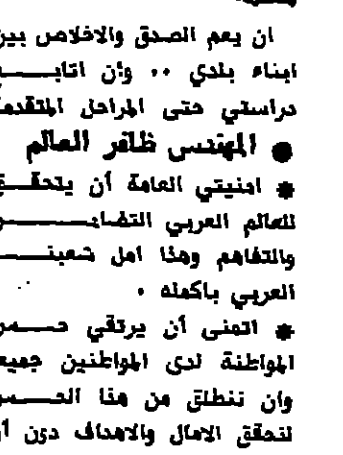 ان يعم الصدق والاخلاص بين
ابناء بلدي .. وأن اتابع
دراستي حتى المراحل المتقدمة
● المهندس ظافر العالم
* امنيتي العامة أن يتحقق
للعالم العربي التضامن
والتفاهم وهذا امل شعبنا
العربي باكمله .
* اتمنى أن يرتقي حس
المواطنة لدى المواطنين جميعا
وان ننطلق من هذا الحس
لتحقق الامال والاهداف دون أن